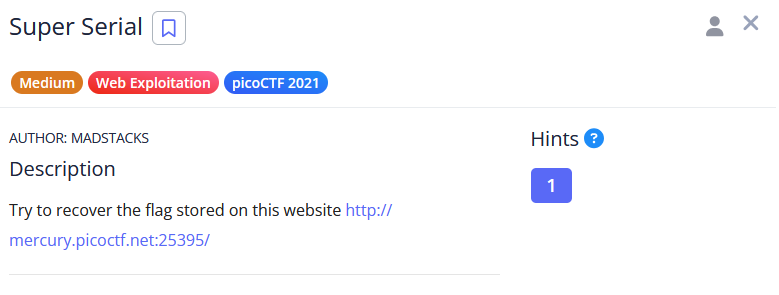 Super Serial
Medium Web Exploitation picoCTF 2021
AUTHOR: MADSTACKS
Description
Try to recover the flag stored on this website http://
mercury.picoctf.net:25395/
Hints ?
1